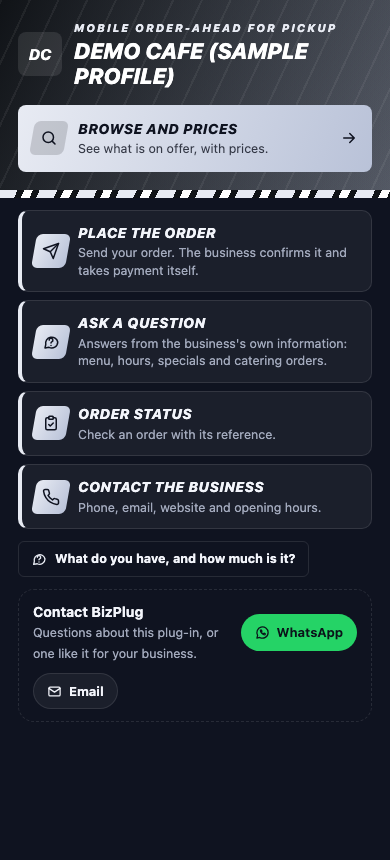 MOBILE ORDER-AHEAD FOR PICKUP
DC
DEMO CAFE (SAMPLE
PROFILE)
BROWSE AND PRICES
See what is on offer, with prices.
PLACE THE ORDER
Send your order. The business confirms it and
takes payment itself.
ASK A QUESTION
Answers from the business's own information:
menu, hours, specials and catering orders.
ORDER STATUS
Check an order with its reference.
CONTACT THE BUSINESS
Phone, email, website and opening hours.
What do you have, and how much is it?
Contact BizPlug
Questions about this plug-in, or
one like it for your business.
WhatsApp
Email